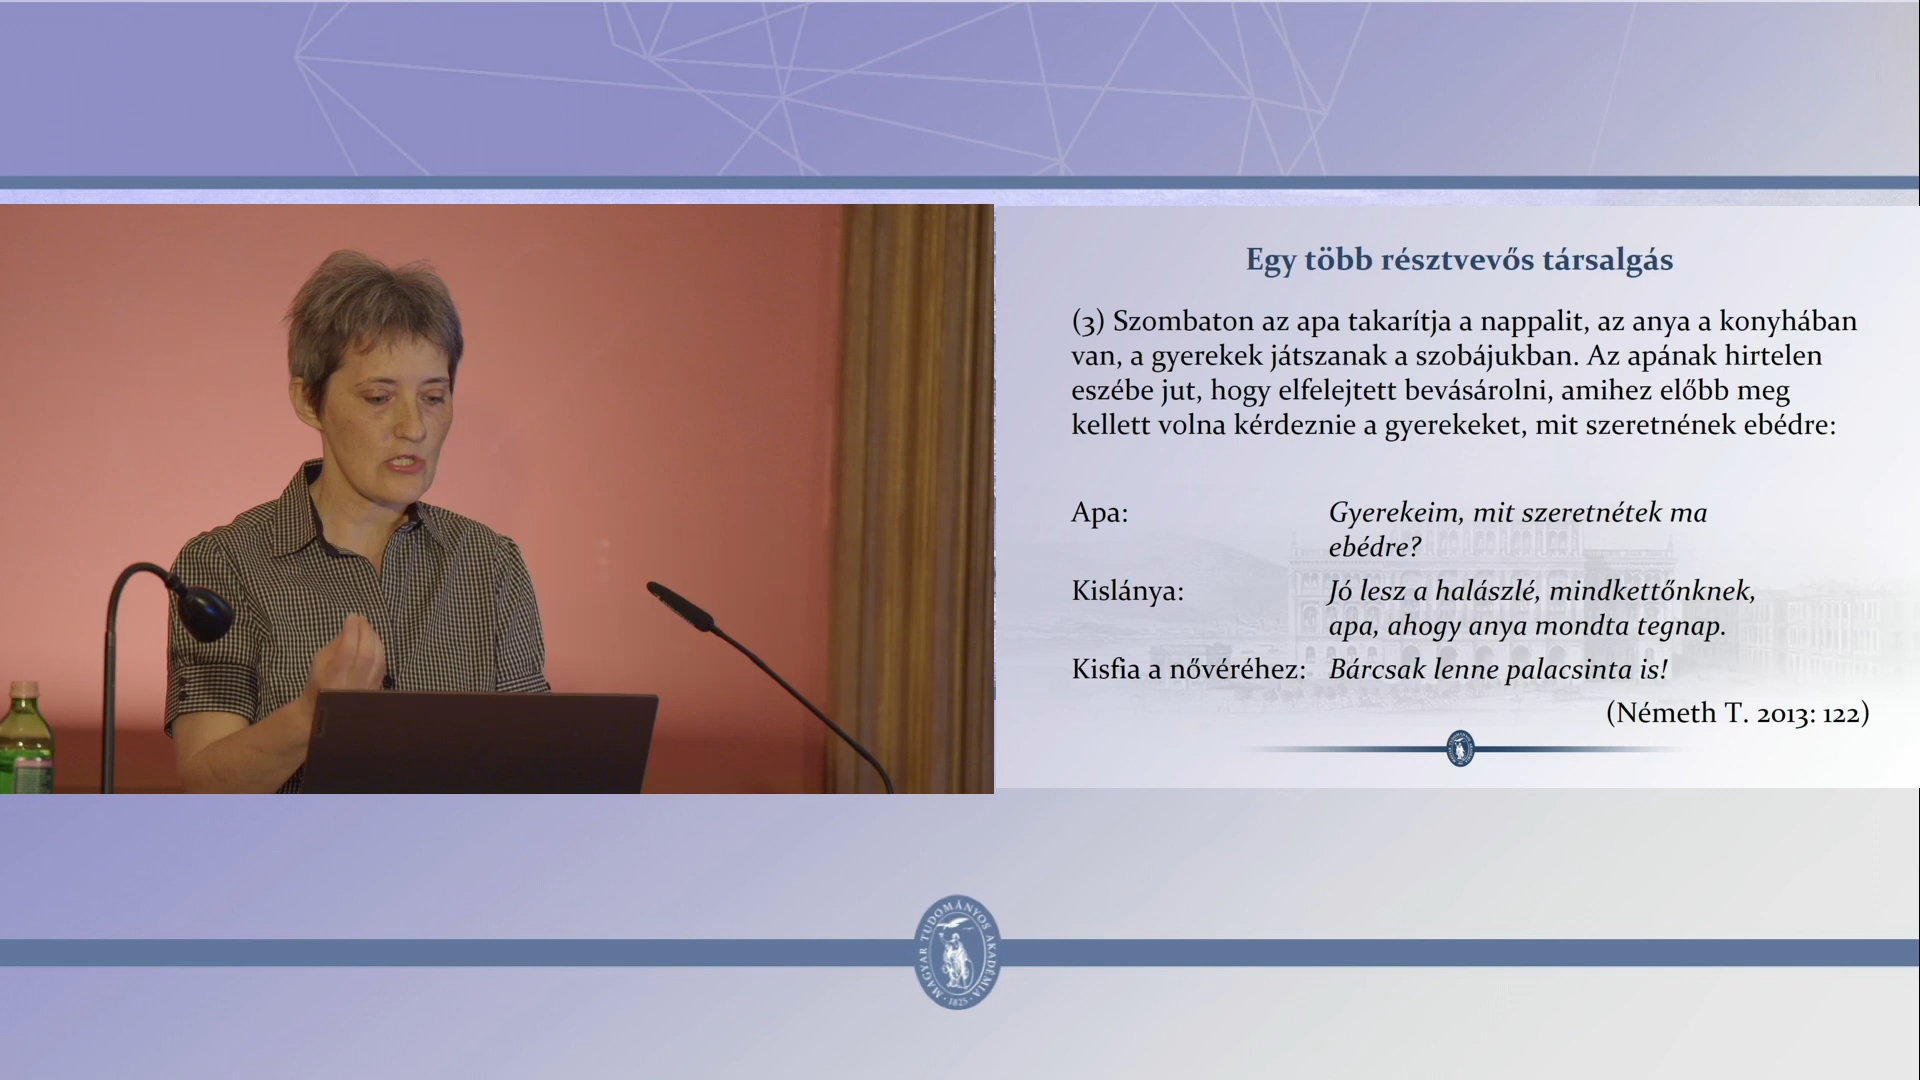 Egy több résztvevős társalgás
(3) Szombaton az apa takarítja a nappalit, az anya a konyhában
van, a gyerekek játszanak a szobájukban. Az apának hirtelen
eszébe jut, hogy elfelejtett bevásárolni, amihez előbb meg
kellett volna kérdeznie a gyerekeket, mit szeretnének ebédre:
Apa: Gyerekeim, mit szeretnétek ma
ebédre?
Kislánya: Jó lesz a halászlé, mindkettőnknek,
apa, ahogy anya mondta tegnap.
Kisfia a nővéréhez: Bárcsak lenne palacsinta is!
(Németh T. 2013: 122)
MAGYAR TUDOMÁNYOS AKADÉMIA
· 1825 ·